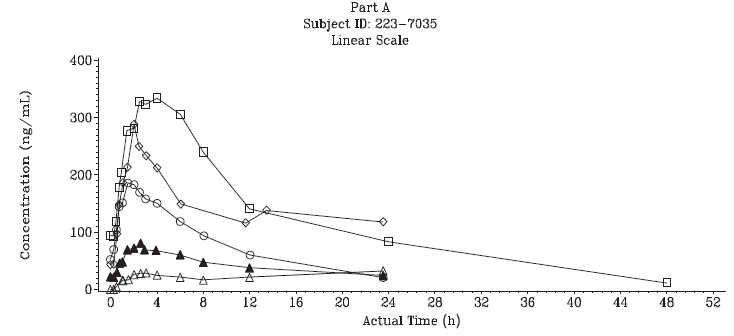 Part A
Subject ID: 223-7035
Linear Scale
Concentration (ng/mL)
400
300
200
100
0
0 4 8 12 16 20 24 28 32 36 40 44 48 52
Actual Time (h)